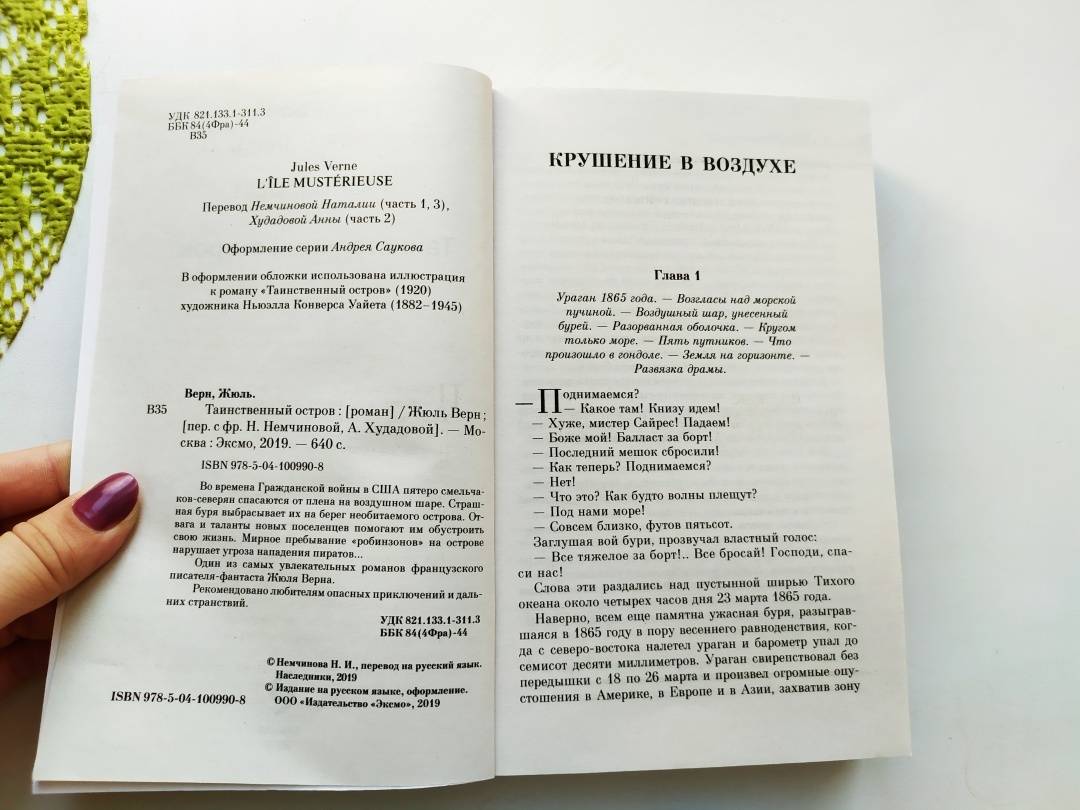 УДК 821.133.1-311.3
ББК 84(4Фра)-44
В35
Jules Verne
L'ÎLE MUSTÉRIEUSE
Перевод Немчиновой Наталии (часть 1, 3),
Худадовой Анны (часть 2)
Оформление серии Андрея Саукова
В оформлении обложки использована иллюстрация
к роману «Таинственный остров» (1920)
художника Ньюэлла Конверса Уайета (1882–1945)
Верн, Жюль.
В35 Таинственный остров : [роман] / Жюль Верн ;
[пер. с фр. Н. Немчиновой, А. Худадовой]. — Мо-
сква : Эксмо, 2019. — 640 с.
ISBN 978-5-04-100990-8
Во времена Гражданской войны в США пятеро смельча-
ков-северян спасаются от плена на воздушном шаре. Страш-
ная буря выбрасывает их на берег необитаемого острова. От-
вага и таланты новых поселенцев помогают им обустроить
свою жизнь. Мирное пребывание «робинзонов» на острове
нарушает угроза нападения пиратов...
Один из самых увлекательных романов французского
писателя-фантаста Жюля Верна.
Рекомендовано любителям опасных приключений и даль-
них странствий.
УДК 821.133.1-311.3
ББК 84(4Фра)-44
© Немчинова Н. И., перевод на русский язык.
Наследники, 2019
© Издание на русском языке, оформление.
ООО «Издательство «Эксмо», 2019
ISBN 978-5-04-100990-8
КРУШЕНИЕ В ВОЗДУХЕ
Глава 1
Ураган 1865 года. — Возгласы над морской
пучиной. — Воздушный шар, унесенный
бурей. — Разорванная оболочка. — Кругом
только море. — Пять путников. — Что
произошло в гондоле. — Земля на горизонте. —
Развязка драмы.
— Поднимаемся?
— Какое там! Книзу идем!
— Хуже, мистер Сайрес! Падаем!
— Боже мой! Балласт за борт!
— Последний мешок сбросили!
— Как теперь? Поднимаемся?
— Нет!
— Что это? Как будто волны плещут?
— Под нами море!
— Совсем близко, футов пятьсот.
Заглушая вой бури, прозвучал властный голос:
— Все тяжелое за борт!.. Все бросай! Господи, спа-
си нас!
Слова эти раздались над пустынной ширью Тихого
океана около четырех часов дня 23 марта 1865 года.
Наверно, всем еще памятна ужасная буря, разыграв-
шаяся в 1865 году в пору весеннего равноденствия, ког-
да с северо-востока налетел ураган и барометр упал до
семисот десяти миллиметров. Ураган свирепствовал без
передышки с 18 по 26 марта и произвел огромные опу-
стошения в Америке, в Европе и в Азии, захватив зону